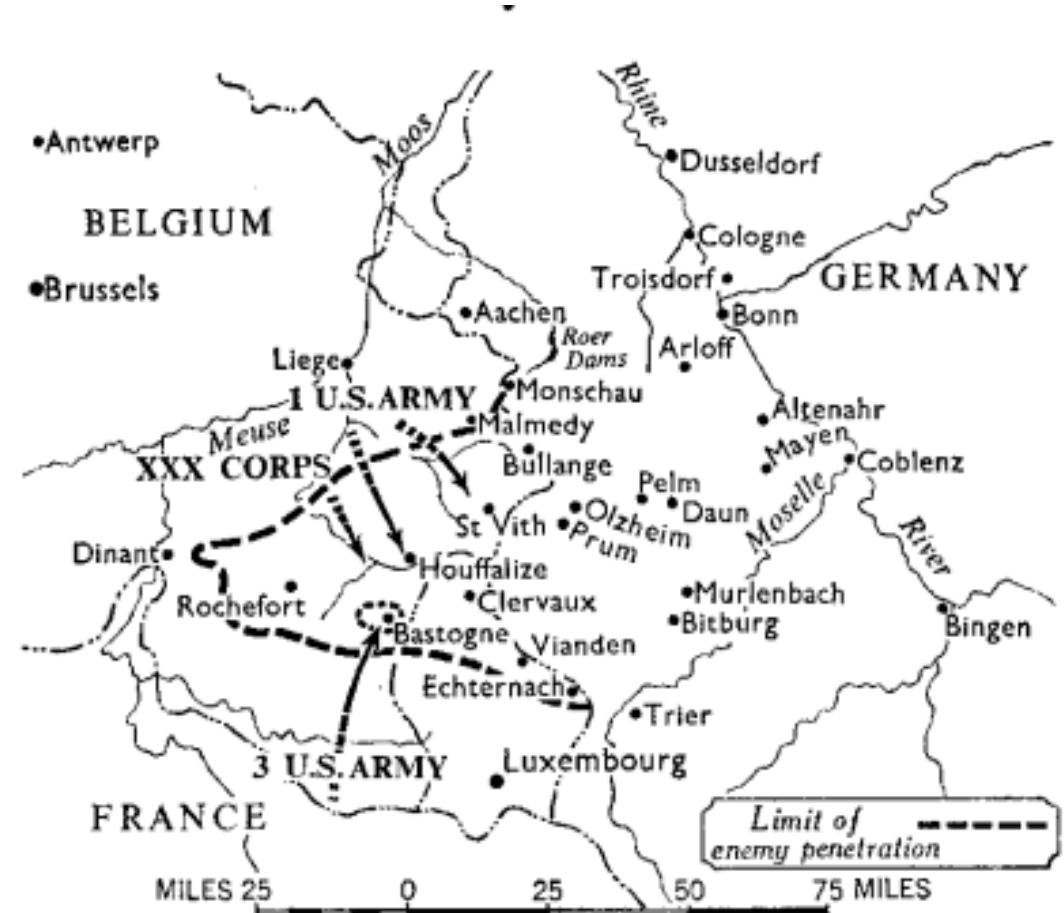 Rhine
Moos
Antwerp
Dusseldorf
BELGIUM
Cologne
Troisdorf
GERMANY
Brussels
Aachen
Bonn
Roer
Dams
Arloff
Liege
Monschau
1 U.S. ARMY
Altenahr
Malmedy
Meuse
Mayen
XXX CORPS
Bullange
Coblenz
Pelm
Moselle
St Vith
Olzheim
Daun
Prum
River
Dinant
Houffalize
Rochefort
Clervaux
Murlenbach
Bastogne
Bitburg
Bingen
Vianden
Echternach
Trier
3 U.S. ARMY
Luxembourg
FRANCE
Limit of
enemy penetration
MILES 25 0 25 50 75 MILES